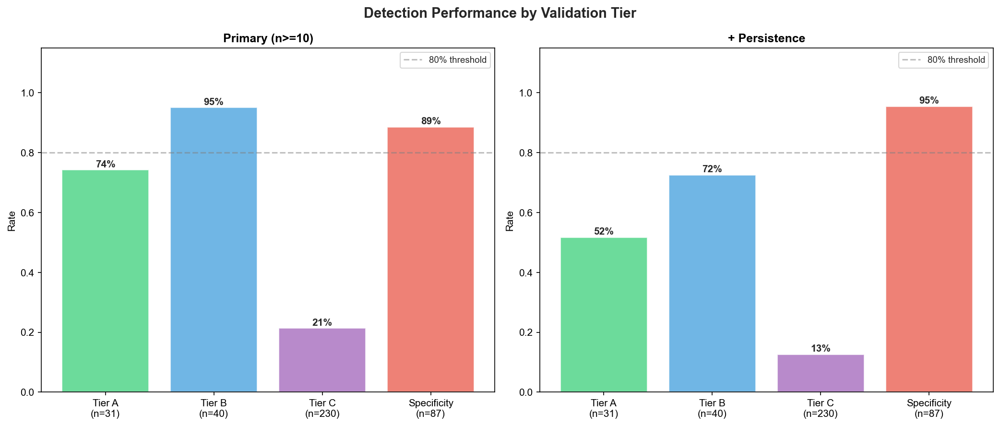 Detection Performance by Validation Tier
Primary (n>=10)
80% threshold
Rate
1.0
0.8
0.6
0.4
0.2
0.0
74%
95%
21%
89%
Tier A
(n=31)
Tier B
(n=40)
Tier C
(n=230)
Specificity
(n=87)
+ Persistence
80% threshold
Rate
1.0
0.8
0.6
0.4
0.2
0.0
52%
72%
13%
95%
Tier A
(n=31)
Tier B
(n=40)
Tier C
(n=230)
Specificity
(n=87)